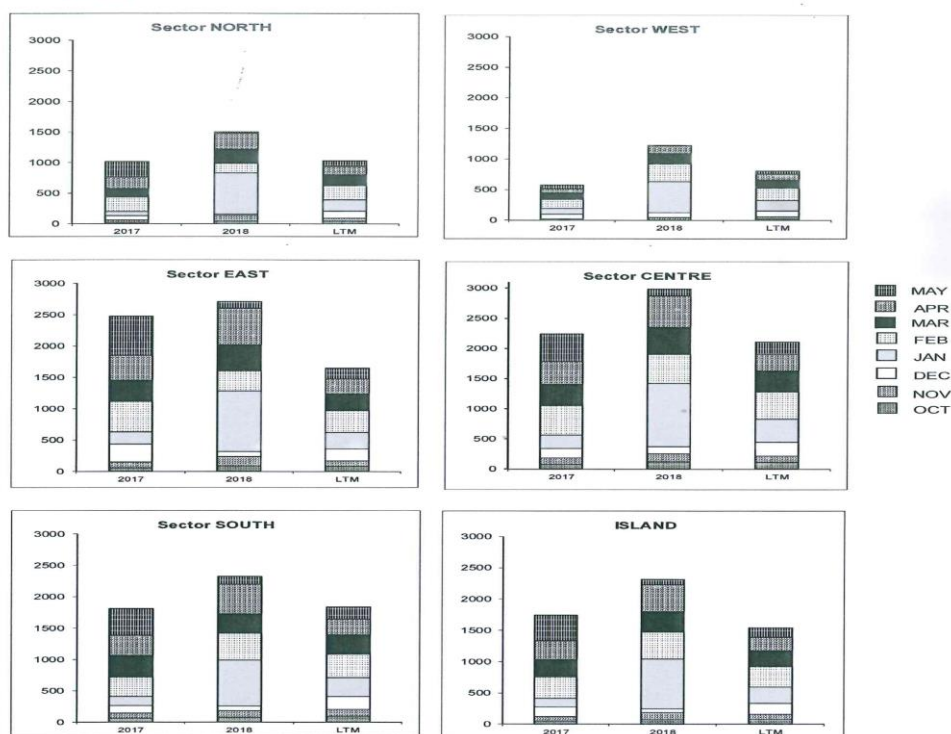 Sector NORTH
3000
2500
2000
1500
1000
500
0
2017 2018 LTM
Sector WEST
3000
2500
2000
1500
1000
500
0
2017 2018 LTM
Sector EAST
3000
2500
2000
1500
1000
500
0
2017 2018 LTM
Sector CENTRE
3000
2500
2000
1500
1000
500
0
2017 2018 LTM
MAY
APR
MAR
FEB
JAN
DEC
NOV
OCT
Sector SOUTH
3000
2500
2000
1500
1000
500
0
2017 2018 LTM
ISLAND
3000
2500
2000
1500
1000
500
0
2017 2018 LTM